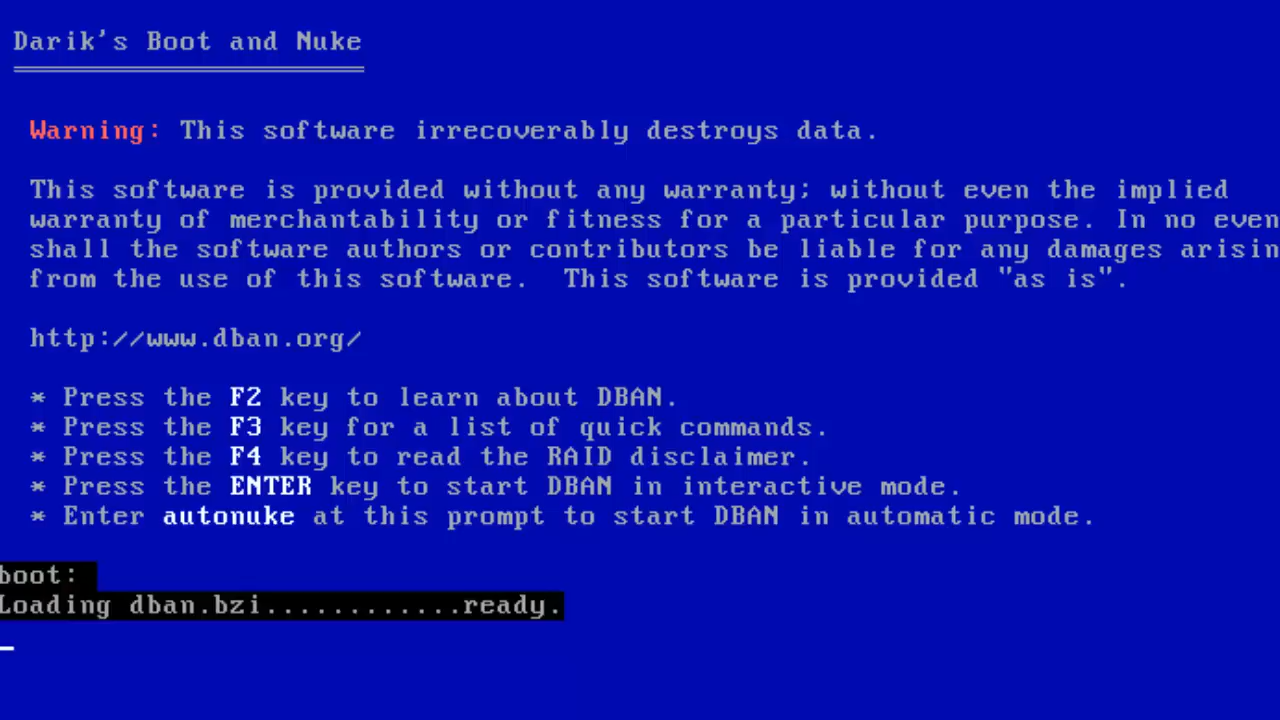 Darik's Boot and Nuke
Warning: This software irrecoverably destroys data.
This software is provided without any warranty; without even the implied
warranty of merchantability or fitness for a particular purpose. In no even
shall the software authors or contributors be liable for any damages arisin
from the use of this software.  This software is provided "as is".
http://www.dban.org/
* Press the F2 key to learn about DBAN.
* Press the F3 key for a list of quick commands.
* Press the F4 key to read the RAID disclaimer.
* Press the ENTER key to start DBAN in interactive mode.
* Enter autonuke at this prompt to start DBAN in automatic mode.
boot:
Loading dban.bzi............ready.